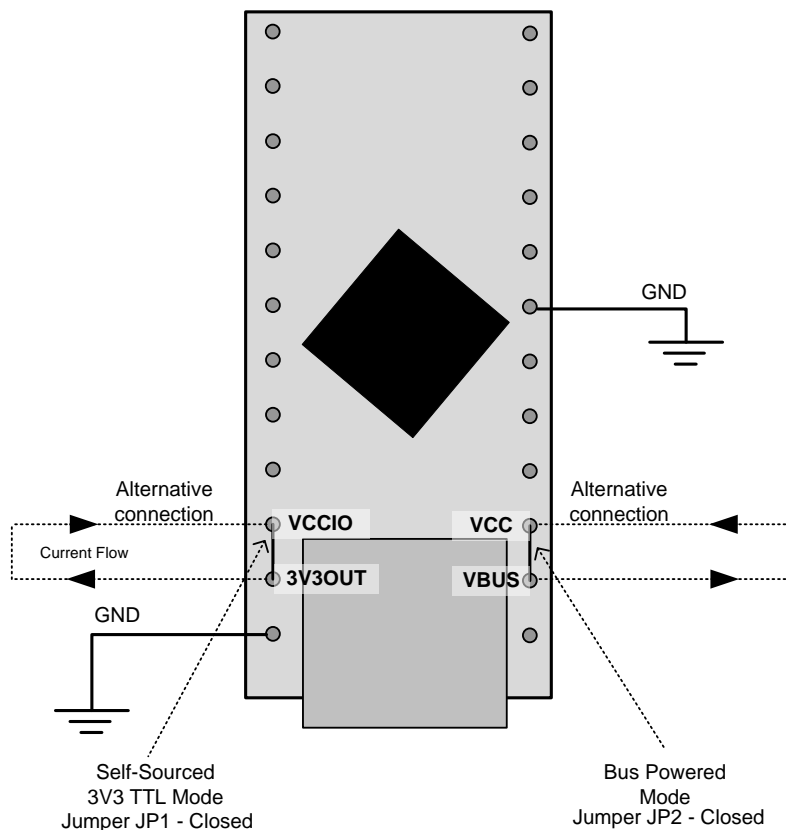 GND
Alternative
connection
VCCIO
VCC
Alternative
connection
Current Flow
3V3OUT
VBUS
GND
Self-Sourced
3V3 TTL Mode
Jumper JP1 - Closed
Bus Powered
Mode
Jumper JP2 - Closed